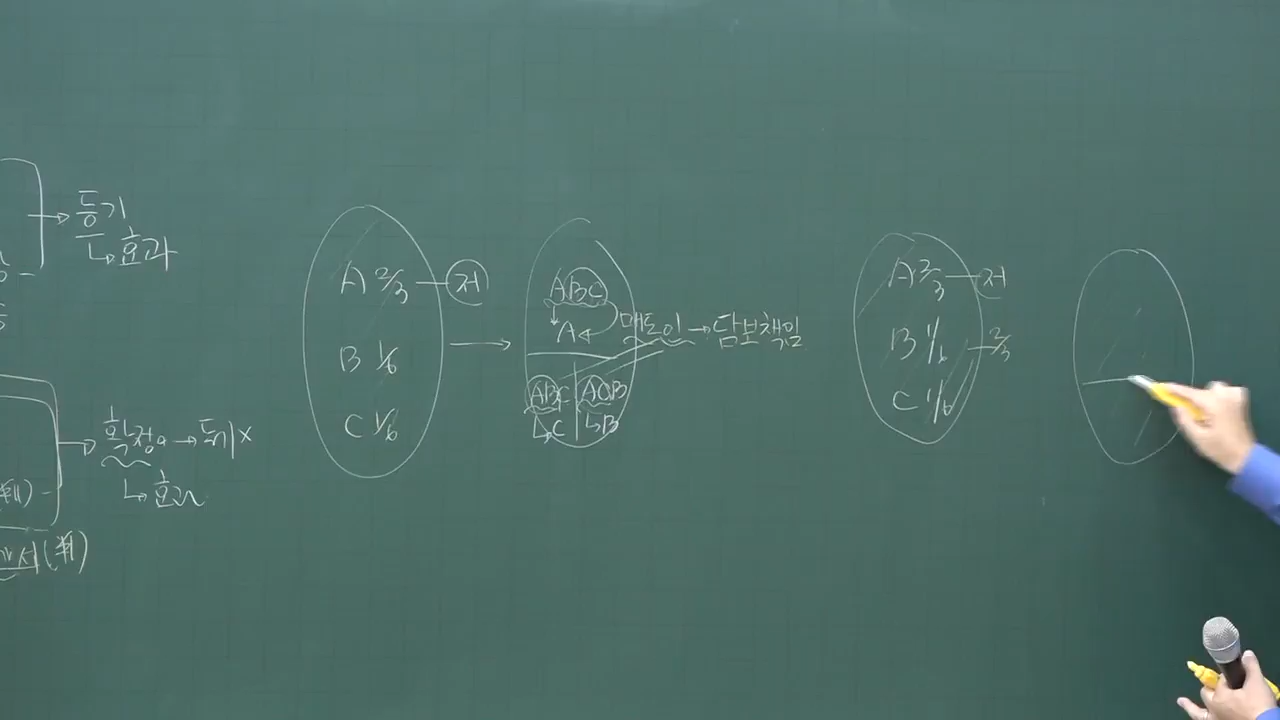 등기
↳ 효과
확정 → 등기 x
↳ 효과
A 2/3 — 저
B 1/6
C 1/6
ABC
A
매도인 → 담보책임
ABC
↳ C
ACB
↳ B
A 2/3 — 저
B 1/6 — 2/3
C 1/6